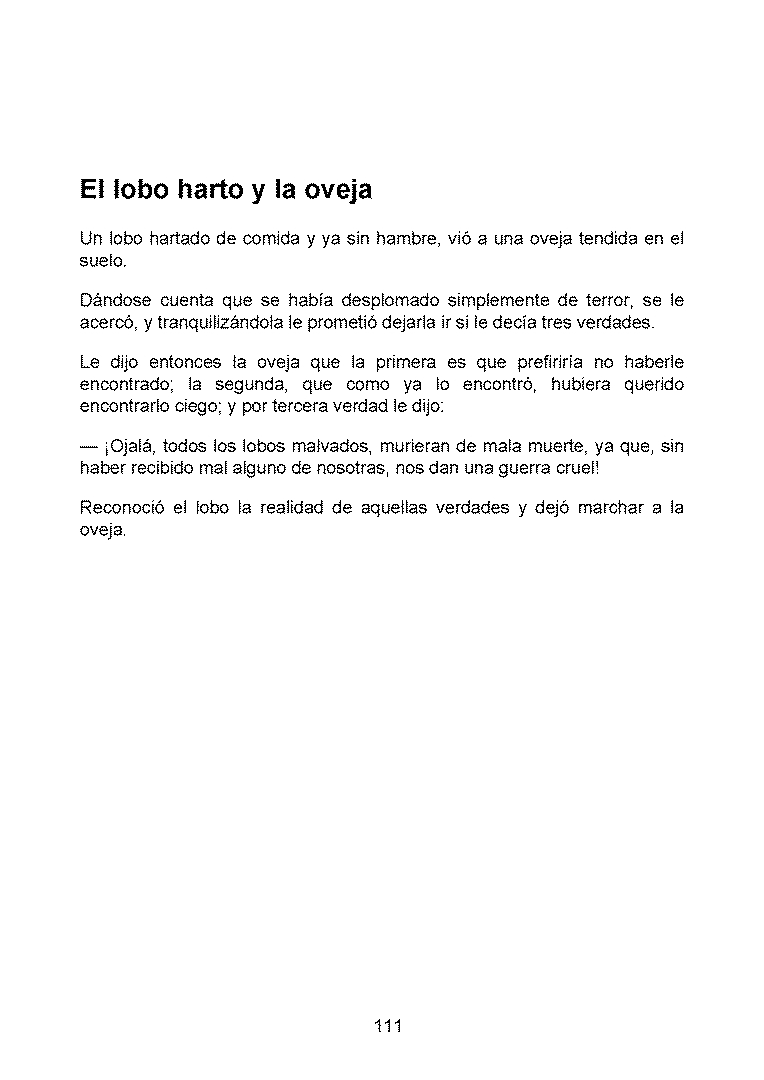 El lobo harto y la oveja
Un lobo hartado de comida y ya sin hambre, vió a una oveja tendida en el
suelo.
Dándose cuenta que se había desplomado simplemente de terror, se le
acercó, y tranquilizándola le prometió dejarla ir si le decía tres verdades.
Le dijo entonces la oveja que la primera es que prefiriría no haberle
encontrado; la segunda, que como ya lo encontró, hubiera querido
encontrarlo ciego; y por tercera verdad le dijo:
— ¡Ojalá, todos los lobos malvados, murieran de mala muerte, ya que, sin
haber recibido mal alguno de nosotras, nos dan una guerra cruel!
Reconoció el lobo la realidad de aquellas verdades y dejó marchar a la
oveja.
111